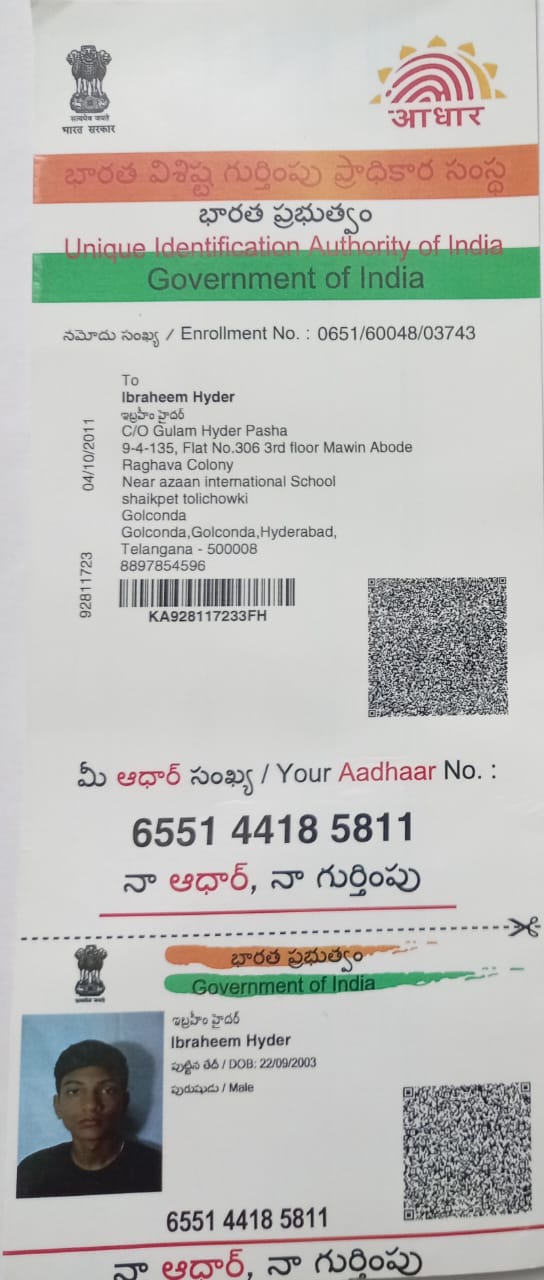 सत्यमेव जयते
भारत सरकार
आधार
భారత విశిష్ట గుర్తింపు ప్రాధికార సంస్థ
భారత ప్రభుత్వం
Unique Identification Authority of India
Government of India
నమోదు సంఖ్య / Enrollment No. : 0651/60048/03743
To
Ibraheem Hyder
ఇబ్రహీం హైదర్
C/O Gulam Hyder Pasha
9-4-135, Flat No.306 3rd floor Mawin Abode
Raghava Colony
Near azaan international School
shaikpet tolichowki
Golconda
Golconda,Golconda,Hyderabad,
Telangana - 500008
8897854596
04/10/2011
92811723
KA928117233FH
మీ ఆధార్ సంఖ్య / Your Aadhaar No. :
6551 4418 5811
నా ఆధార్, నా గుర్తింపు
భారత ప్రభుత్వం
Government of India
ఇబ్రహీం హైదర్
Ibraheem Hyder
పుట్టిన తేదీ / DOB: 22/09/2003
పురుషుడు / Male
6551 4418 5811
నా ఆధార్, నా గుర్తింపు